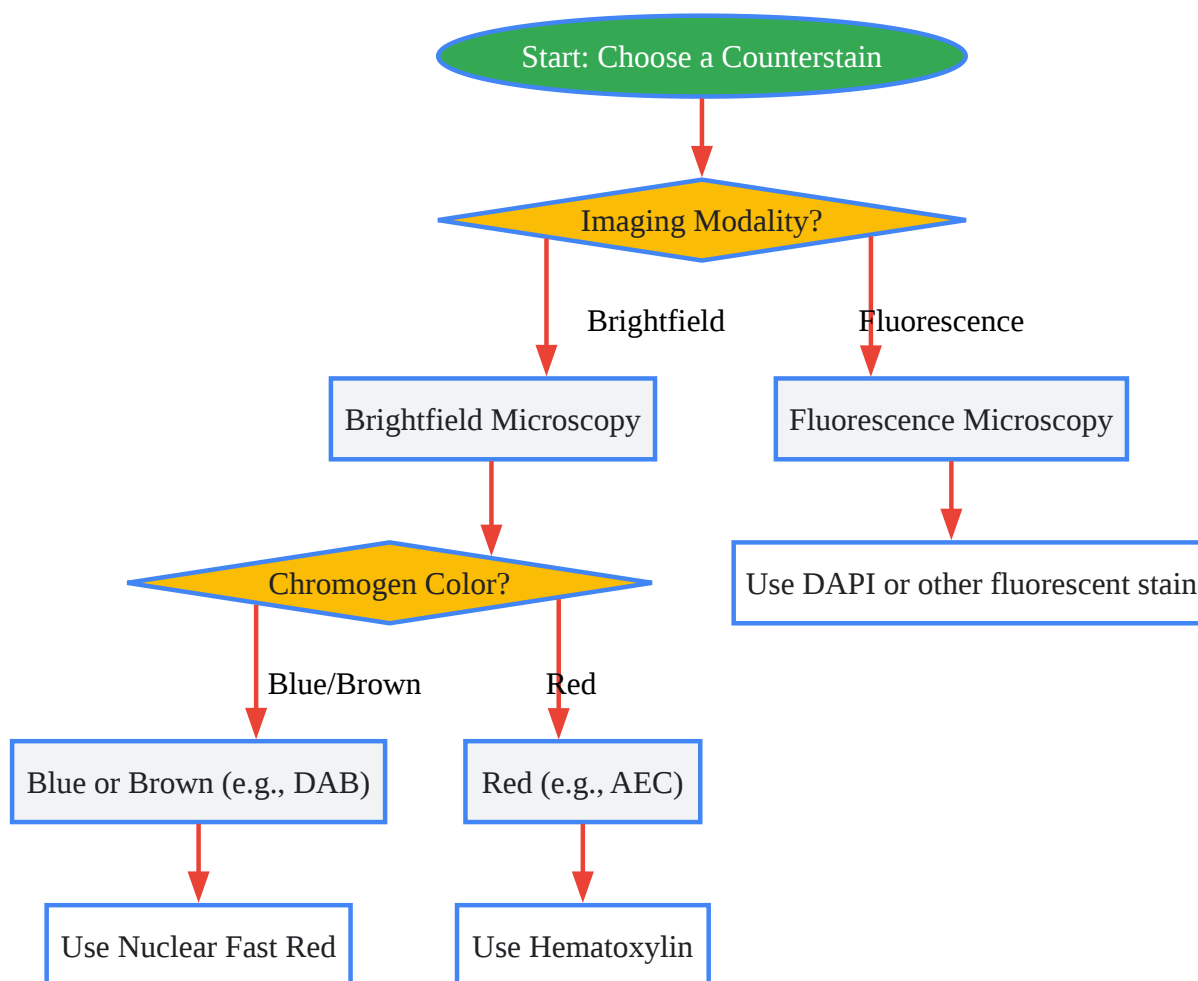 Start: Choose a Counterstain
Imaging Modality?
Brightfield
Fluorescence
Brightfield Microscopy
Fluorescence Microscopy
Chromogen Color?
Use DAPI or other fluorescent stain
Blue/Brown
Red
Blue or Brown (e.g., DAB)
Red (e.g., AEC)
Use Nuclear Fast Red
Use Hematoxylin